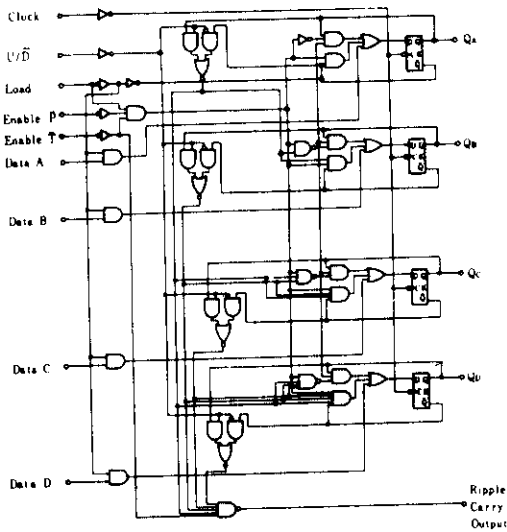 Clock
U/D̅
Load
Enable P̅
Enable T̅
Data A
Data B
Data C
Data D
QA
QB
QC
QD
Ripple
Carry
Output